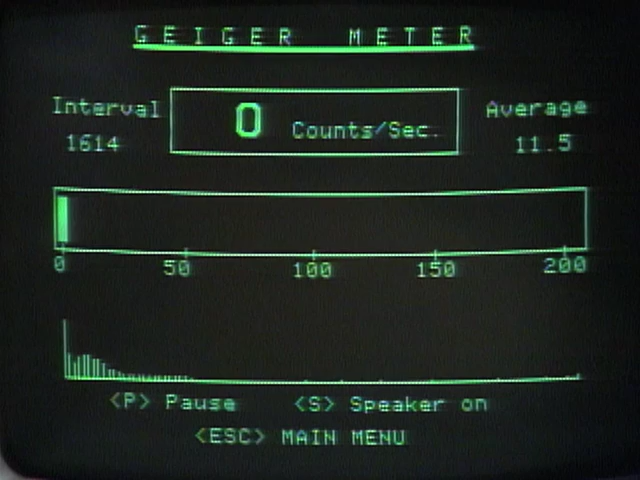 GEIGER METER
Interval
1614
0 Counts/Sec.
Average
11.5
0 50 100 150 200
<P> Pause <S> Speaker on
<ESC> MAIN MENU